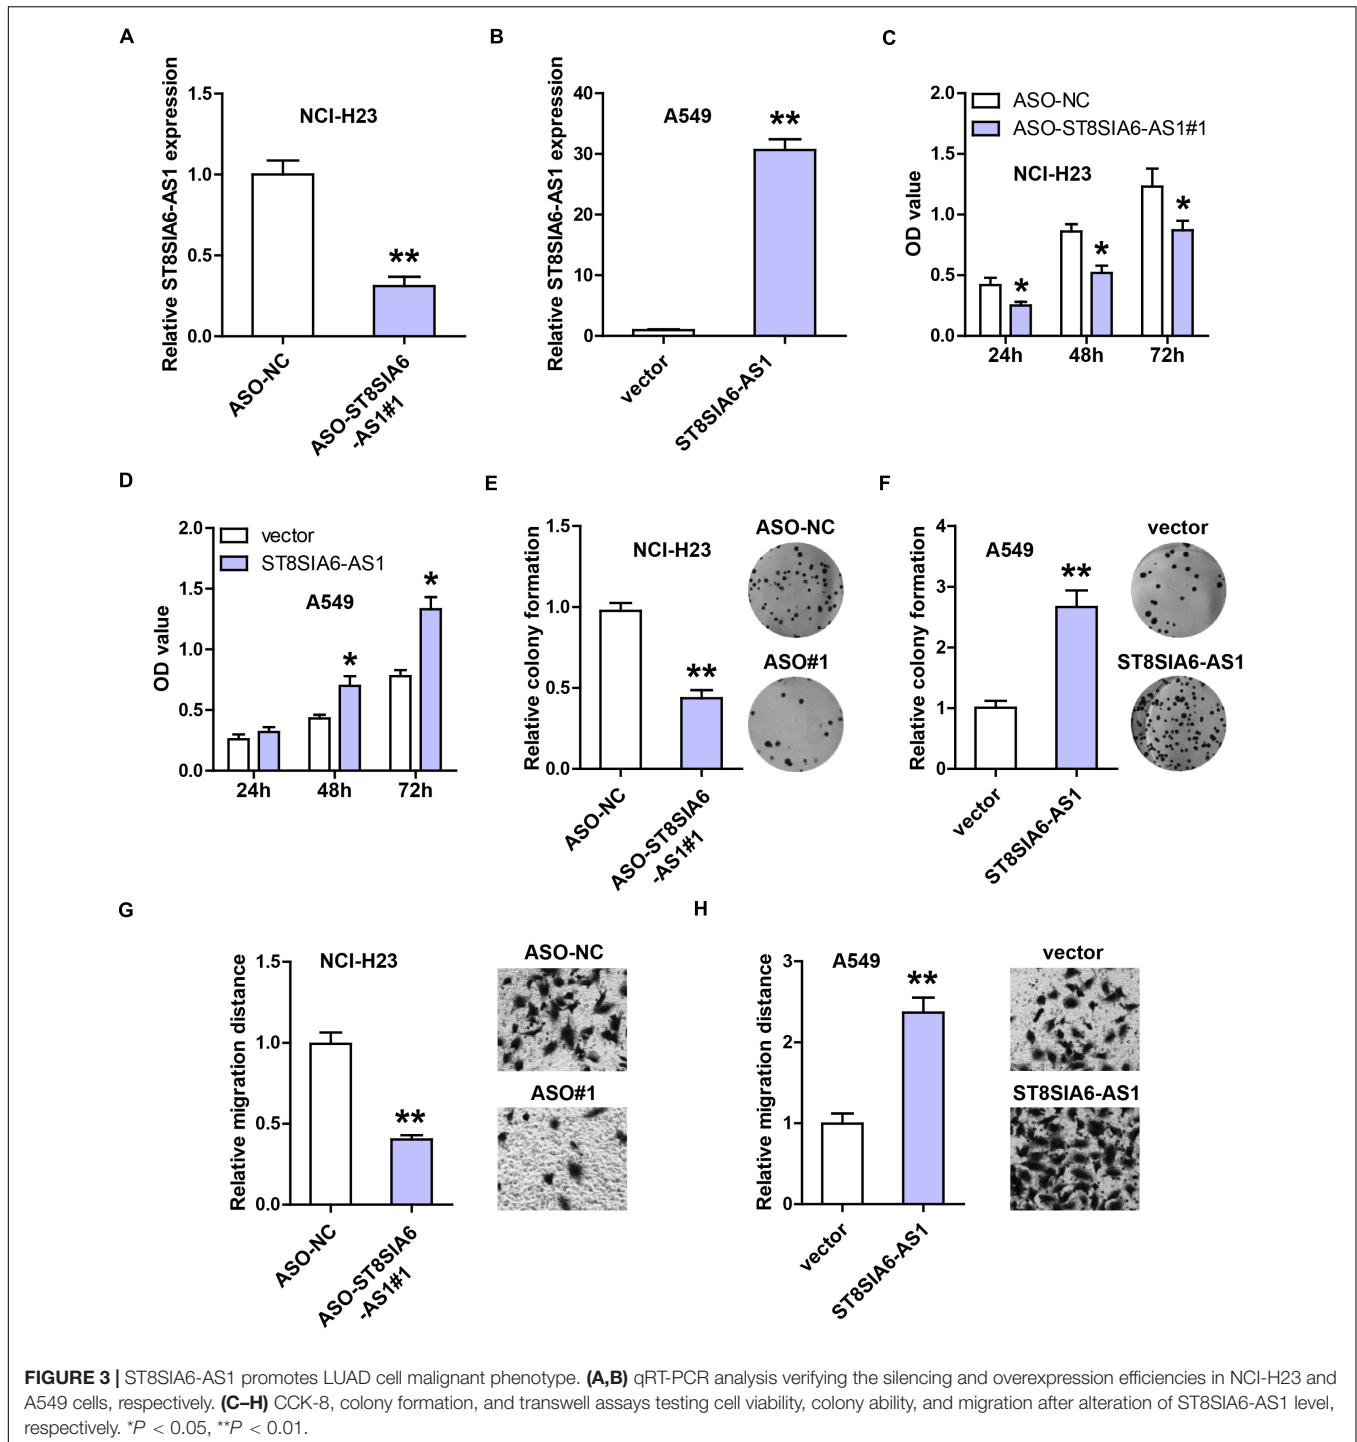 A
Relative ST8SIA6-AS1 expression
1.5
1.0
0.5
0.0
NCI-H23
**
ASO-NC
ASO-ST8SIA6
-AS1#1
B
Relative ST8SIA6-AS1 expression
40
30
20
10
0
A549
**
vector
ST8SIA6-AS1
C
OD value
2.0
1.5
1.0
0.5
0.0
ASO-NC
ASO-ST8SIA6-AS1#1
NCI-H23
*
*
*
24h 48h 72h
D
OD value
2.0
1.5
1.0
0.5
0.0
vector
ST8SIA6-AS1
A549
*
*
24h 48h 72h
E
Relative colony formation
1.5
1.0
0.5
0.0
NCI-H23
**
ASO-NC
ASO-ST8SIA6
-AS1#1
ASO-NC
ASO#1
F
Relative colony formation
4
3
2
1
0
A549
**
vector
ST8SIA6-AS1
vector
ST8SIA6-AS1
G
Relative migration distance
1.5
1.0
0.5
0.0
NCI-H23
**
ASO-NC
ASO-ST8SIA6
-AS1#1
ASO-NC
ASO#1
H
Relative migration distance
3
2
1
0
A549
**
vector
ST8SIA6-AS1
vector
ST8SIA6-AS1
FIGURE 3 | ST8SIA6-AS1 promotes LUAD cell malignant phenotype. (A,B) qRT-PCR analysis verifying the silencing and overexpression efficiencies in NCI-H23 and
A549 cells, respectively. (C–H) CCK-8, colony formation, and transwell assays testing cell viability, colony ability, and migration after alteration of ST8SIA6-AS1 level,
respectively. *P < 0.05, **P < 0.01.